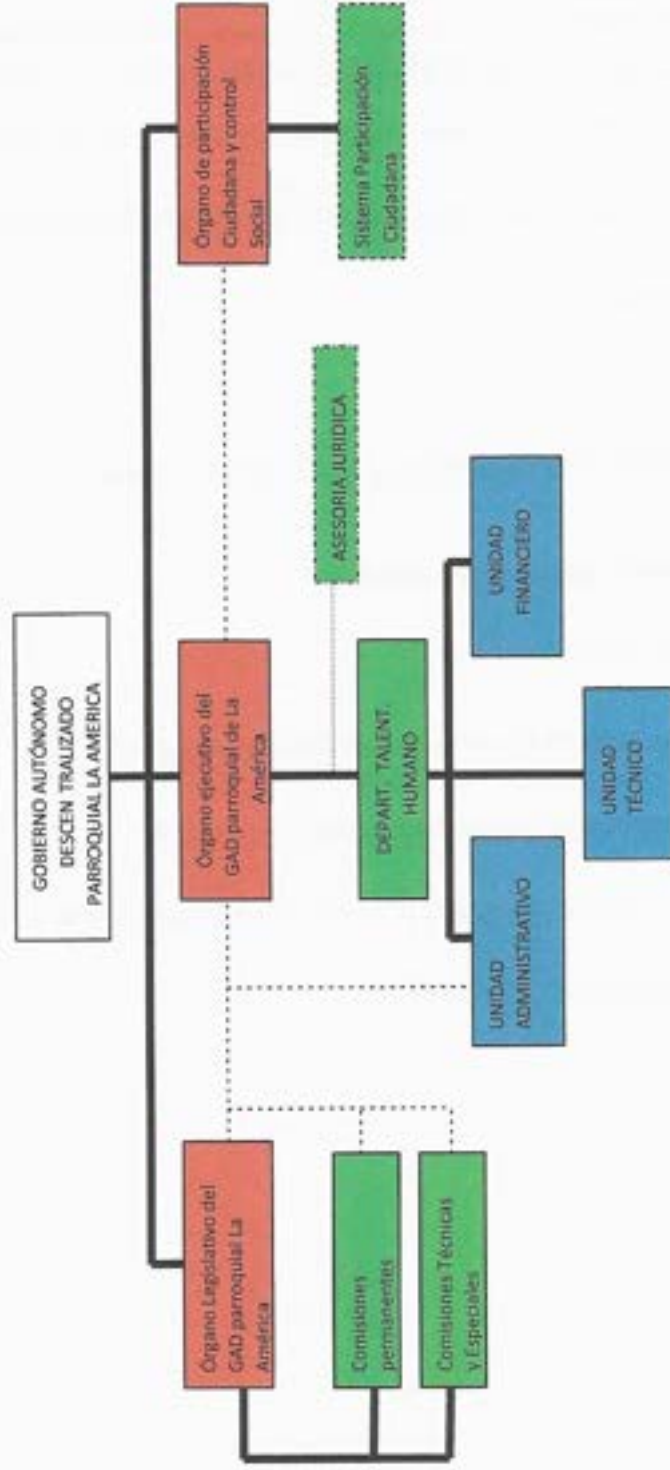 GOBIERNO AUTÓNOMO
DESCEN TRALIZADO
PARROQUIAL LA AMERICA
Órgano Legislativo del
GAD parroquial La
América
Órgano ejecutivo del
GAD parroquial de La
América
Órgano de participación
Ciudadana y control
Social
Comisiones
permanentes
Comisiones Técnicas
y Especiales
ASESORIA JURIDICA
Sistema Participación
Ciudadana
DEPART. TALENT.
HUMANO
UNIDAD
ADMINISTRATIVO
UNIDAD
TÉCNICO
UNIDAD
FINANCIERO